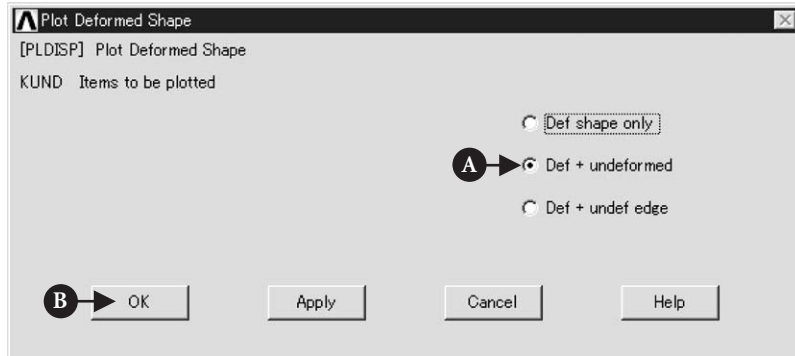 Plot Deformed Shape
[PLDISP] Plot Deformed Shape
KUND Items to be plotted
Def shape only
A Def + undeformed
Def + undef edge
B OK Apply Cancel Help